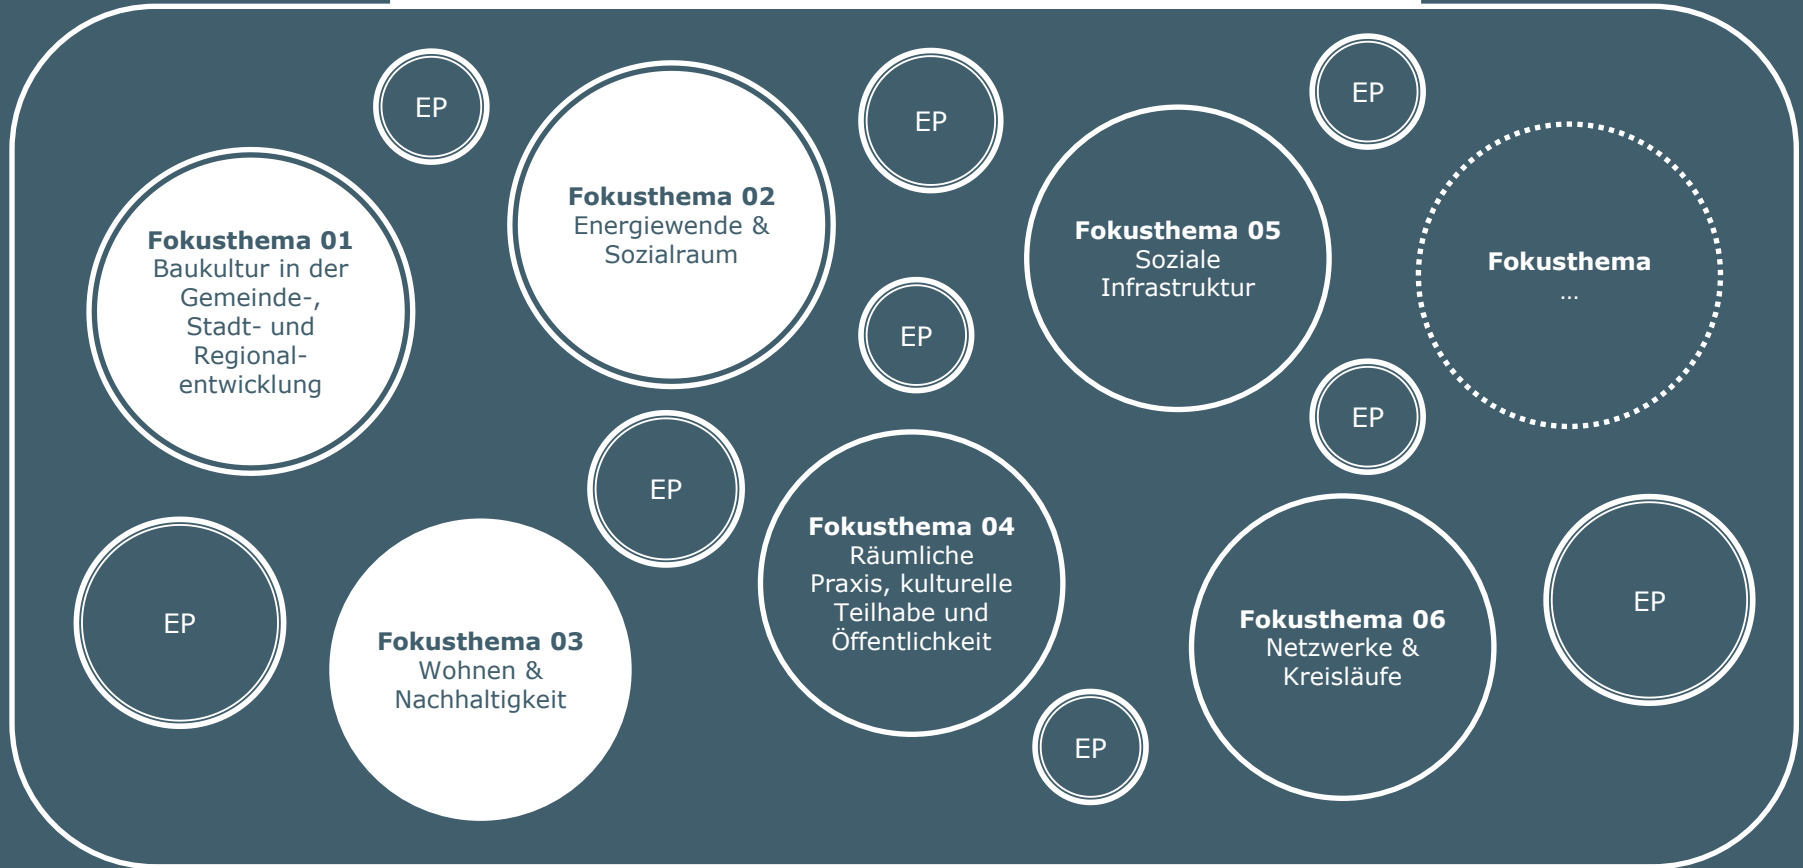 EP
Fokusthema 01
Baukultur in der
Gemeinde-,
Stadt- und
Regional-
entwicklung
Fokusthema 02
Energiewende &
Sozialraum
EP
EP
EP
Fokusthema 05
Soziale
Infrastruktur
Fokusthema
...
EP
EP
EP
Fokusthema 03
Wohnen &
Nachhaltigkeit
Fokusthema 04
Räumliche
Praxis, kulturelle
Teilhabe und
Öffentlichkeit
EP
Fokusthema 06
Netzwerke &
Kreisläufe
EP